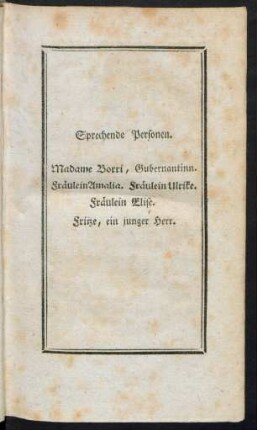 Sprechende Personen.
Madame Borri, Gubernantinn.
Fräulein Amalia. Fräulein Ulrike.
Fräulein Elise.
Fritze, ein junger Herr.